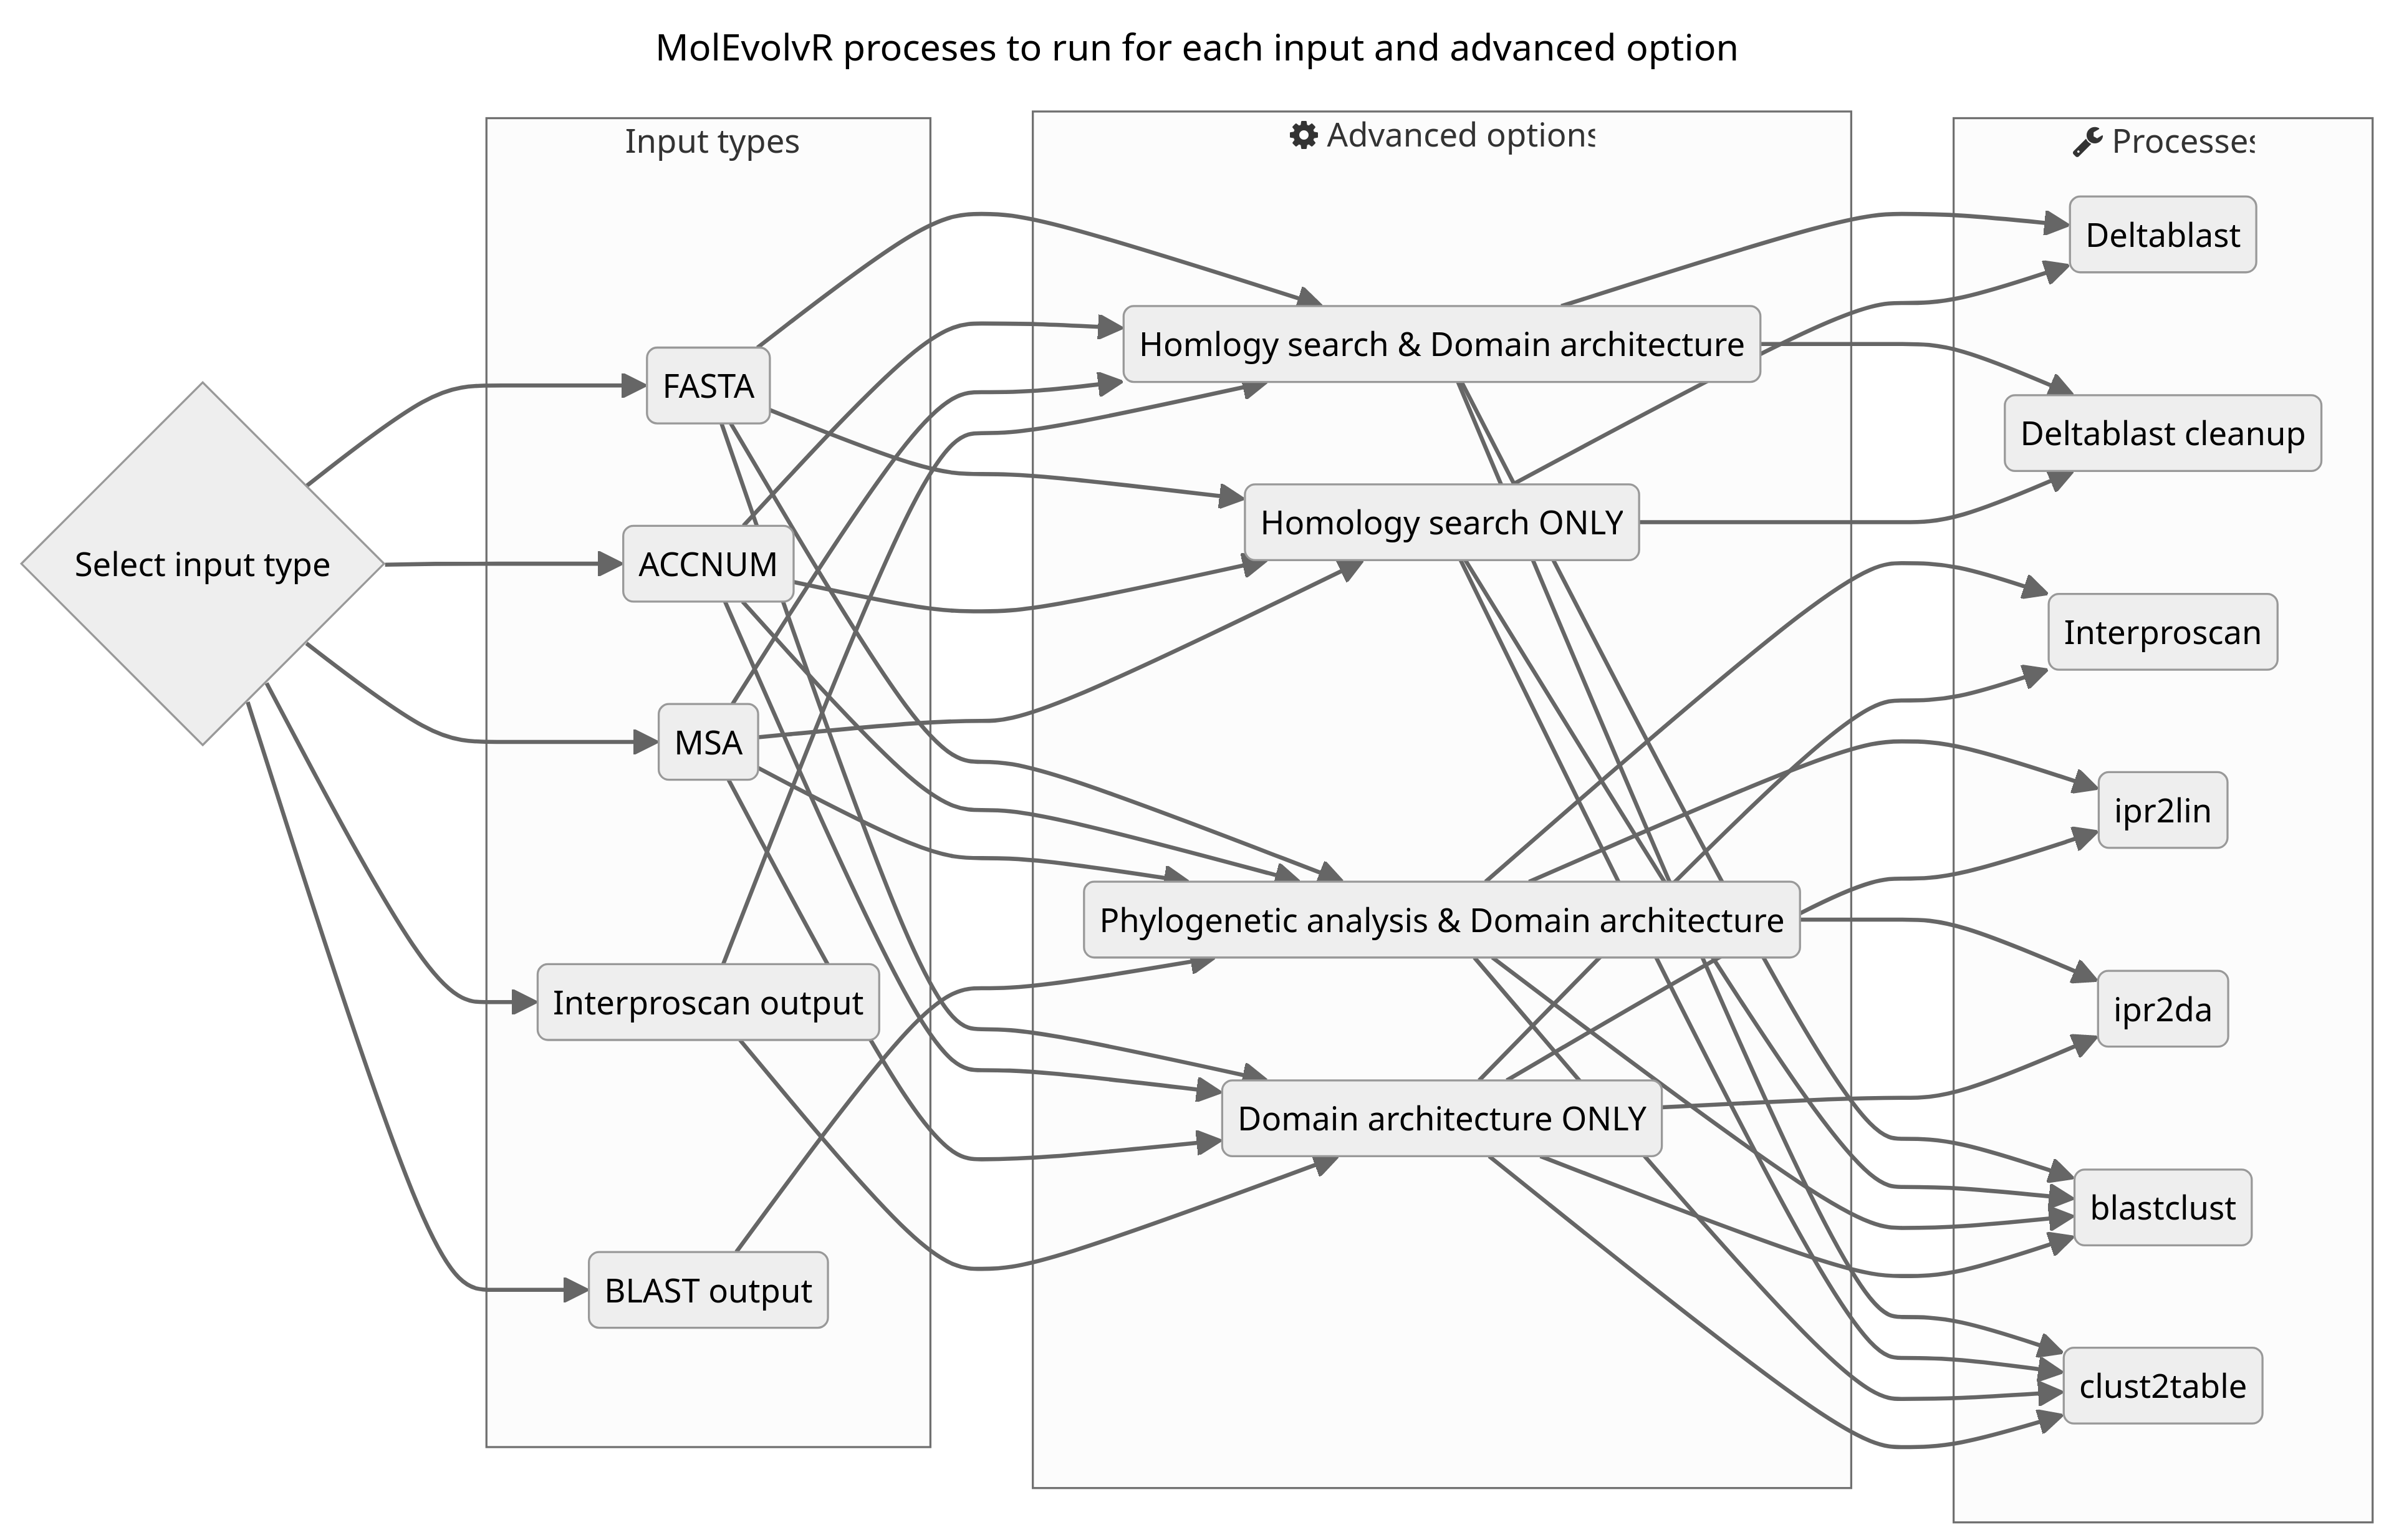 MolEvolvR proceses to run for each input and advanced option
Select input type
Input types
FASTA
ACCNUM
MSA
Interproscan output
BLAST output
Advanced options
Homlogy search & Domain architecture
Homology search ONLY
Phylogenetic analysis & Domain architecture
Domain architecture ONLY
Processes
Deltablast
Deltablast cleanup
Interproscan
ipr2lin
ipr2da
blastclust
clust2table